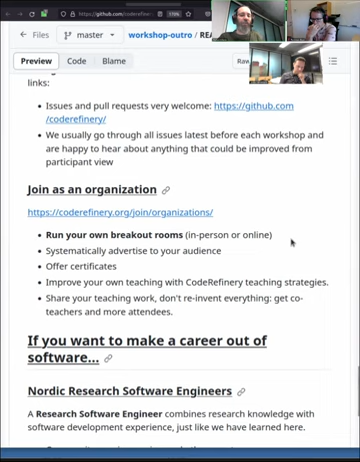 https://github.com/coderefiner
110%
Files
master
workshop-outro / RE
Preview
Code
Blame
Raw
links:
Issues and pull requests very welcome: https://github.com
/coderefinery/
We usually go through all issues latest before each workshop and
are happy to hear about anything that could be improved from
participant view
Join as an organization
https://coderefinery.org/join/organizations/
Run your own breakout rooms (in-person or online)
Systematically advertise to your audience
Offer certificates
Improve your own teaching with CodeRefinery teaching strategies.
Share your teaching work, don't re-invent everything: get co-
teachers and more attendees.
If you want to make a career out of
software...
Nordic Research Software Engineers
A Research Software Engineer combines research knowledge with
software development experience, just like we have learned here.